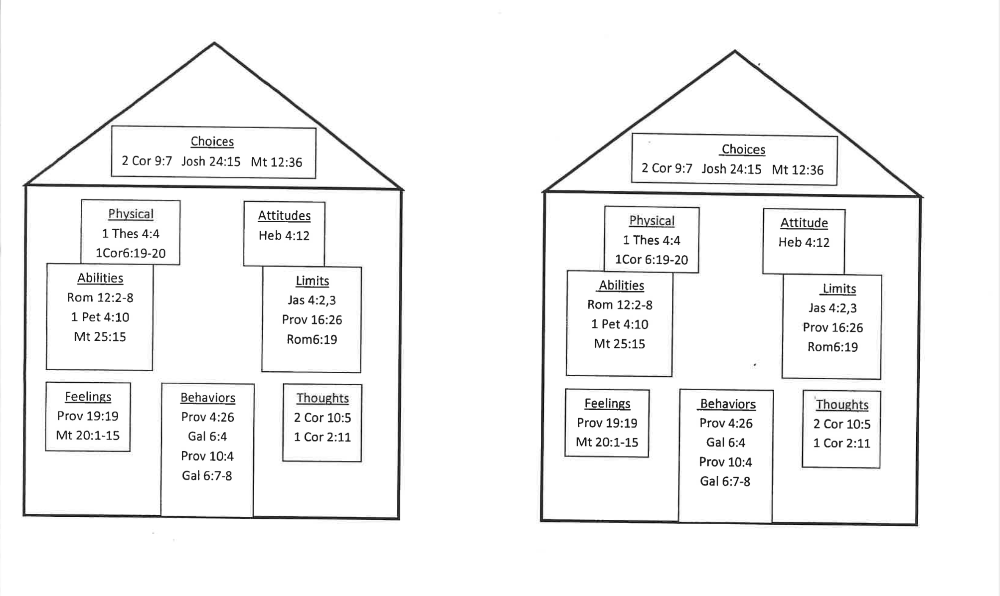 Choices
2 Cor 9:7 Josh 24:15 Mt 12:36
Physical
1 Thes 4:4
1Cor6:19-20
Attitudes
Heb 4:12
Abilities
Rom 12:2-8
1 Pet 4:10
Mt 25:15
Limits
Jas 4:2,3
Prov 16:26
Rom6:19
Feelings
Prov 19:19
Mt 20:1-15
Behaviors
Prov 4:26
Gal 6:4
Prov 10:4
Gal 6:7-8
Thoughts
2 Cor 10:5
1 Cor 2:11
Choices
2 Cor 9:7 Josh 24:15 Mt 12:36
Physical
1 Thes 4:4
1Cor 6:19-20
Attitude
Heb 4:12
Abilities
Rom 12:2-8
1 Pet 4:10
Mt 25:15
Limits
Jas 4:2,3
Prov 16:26
Rom6:19
Feelings
Prov 19:19
Mt 20:1-15
Behaviors
Prov 4:26
Gal 6:4
Prov 10:4
Gal 6:7-8
Thoughts
2 Cor 10:5
1 Cor 2:11